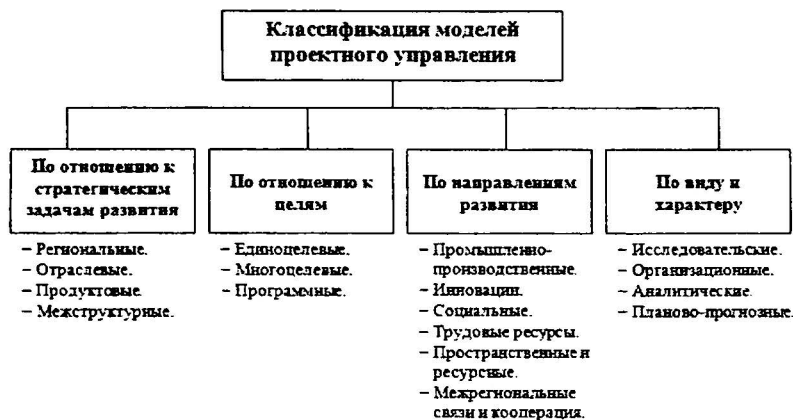 Классификация моделей
проектного управления
По отношению к
стратегическим
задачам развития
– Региональные.
– Отраслевые.
– Продуктовые.
– Межструктурные.
По отношению к
целям
– Единоцелевые.
– Многоцелевые.
– Программные.
По направлениям
развития
– Промышленно-
производственные.
– Инновации.
– Социальные.
– Трудовые ресурсы.
– Пространственные и
ресурсные.
– Межрегиональные
связи и кооперация.
По виду и
характеру
– Исследовательские.
– Организационные.
– Аналитические.
– Планово-прогнозные.